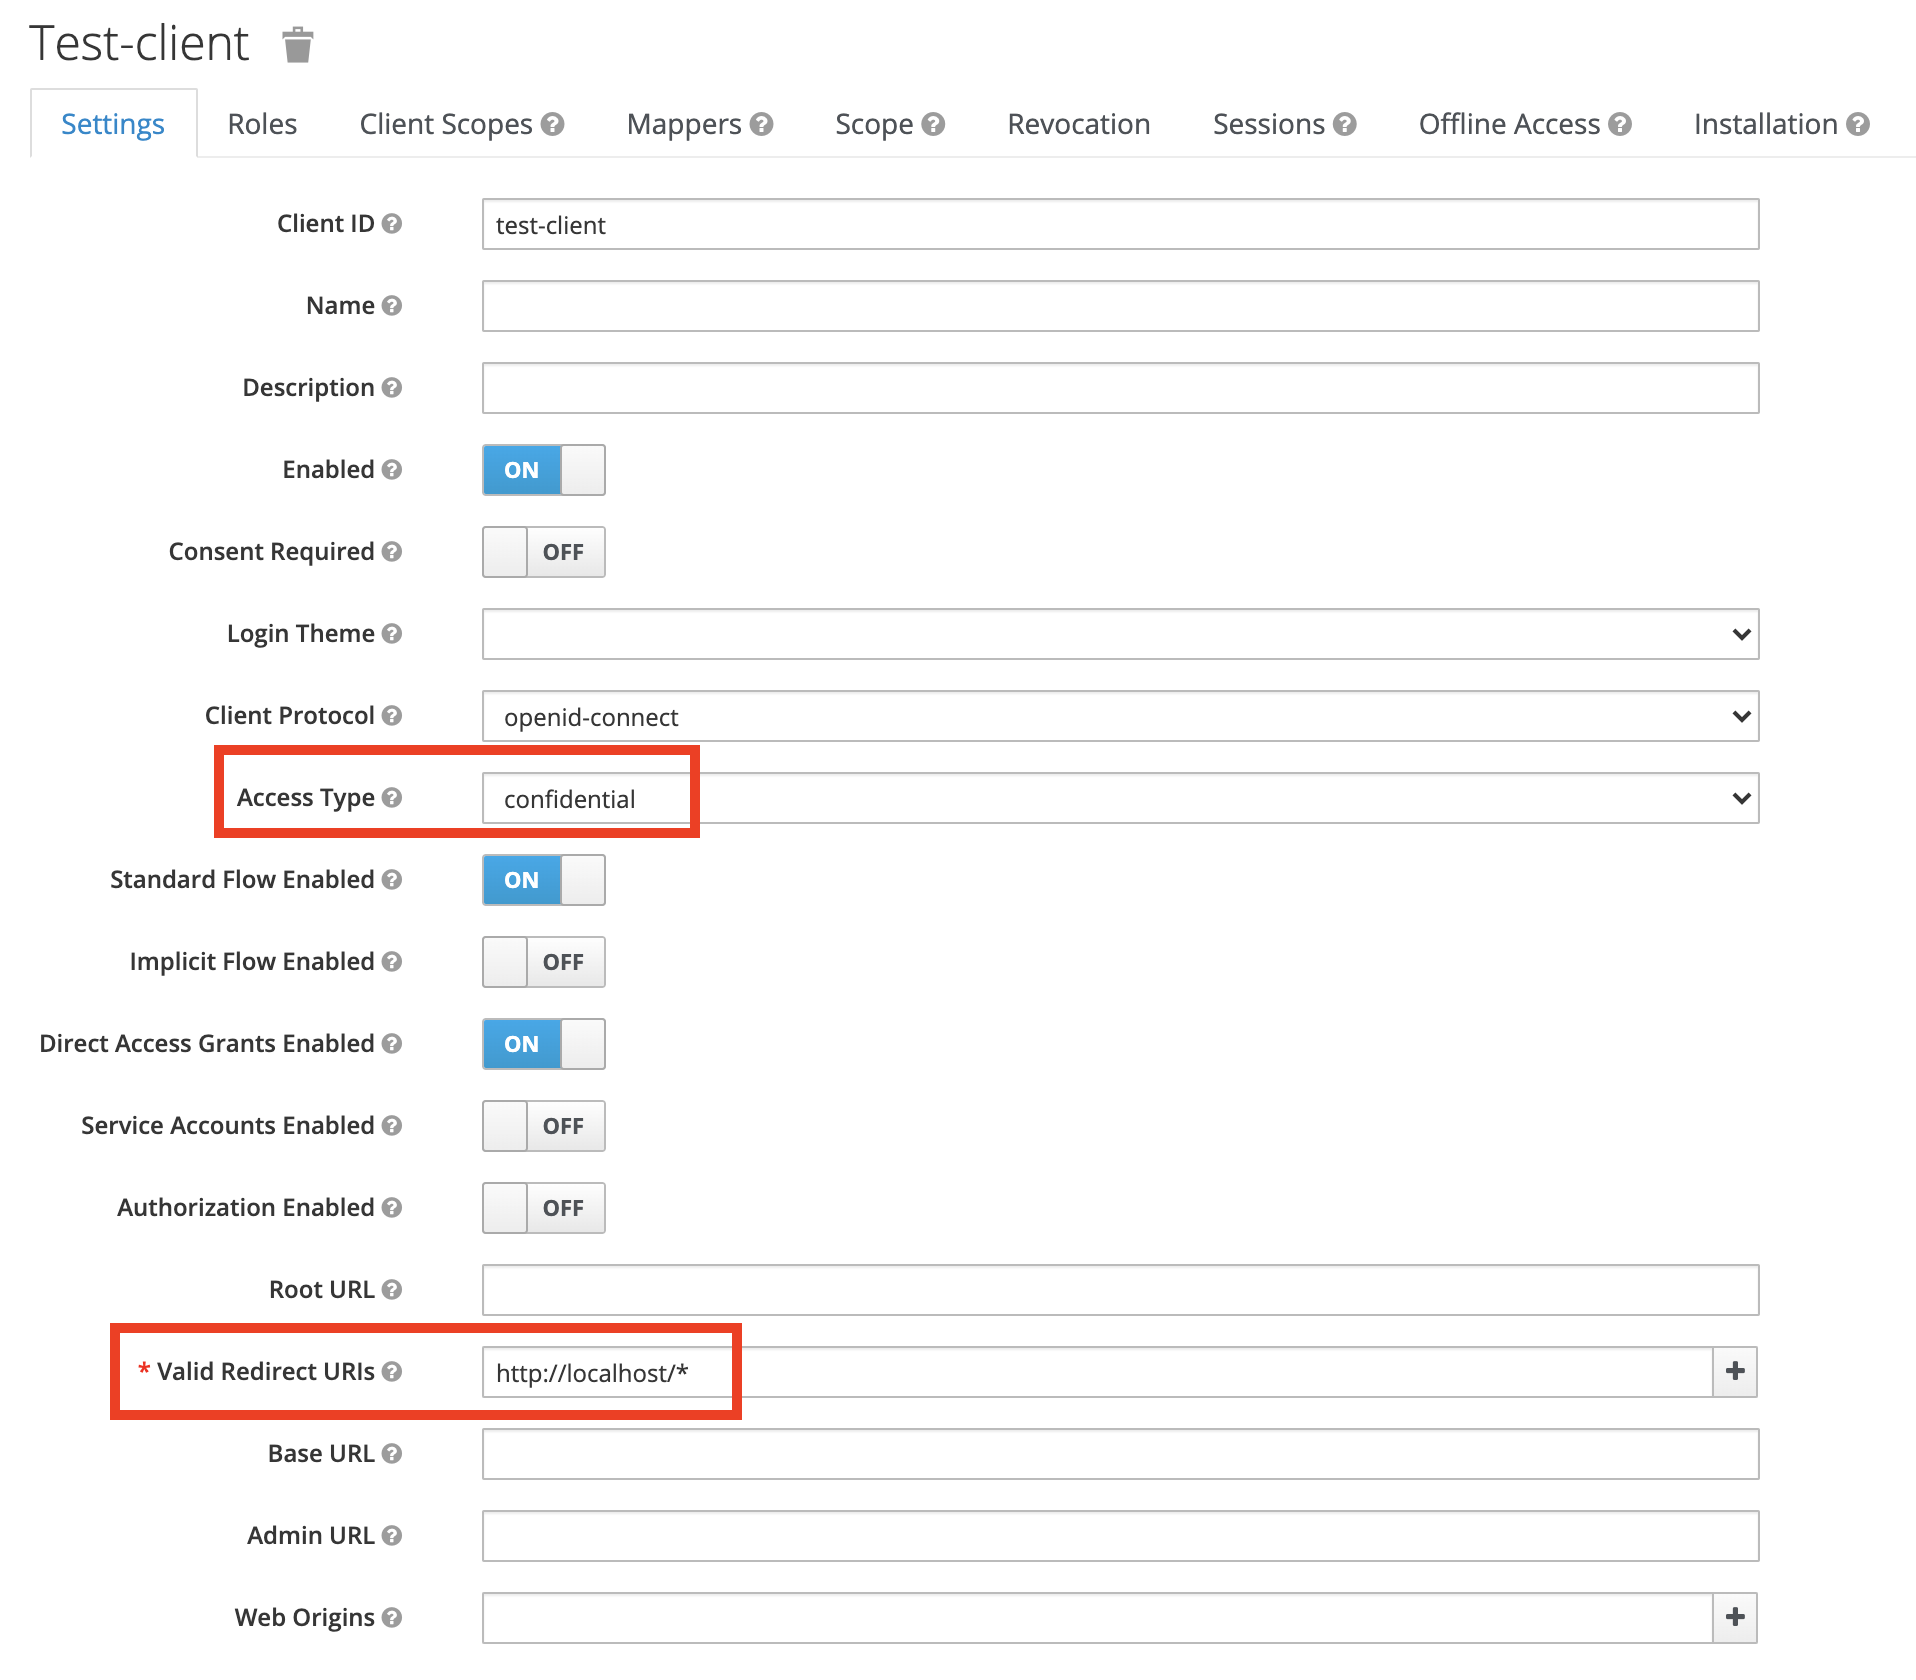 Test-client
Settings Roles Client Scopes Mappers Scope Revocation Sessions Offline Access Installation
Client ID test-client
Name
Description
Enabled ON
Consent Required OFF
Login Theme
Client Protocol openid-connect
Access Type confidential
Standard Flow Enabled ON
Implicit Flow Enabled OFF
Direct Access Grants Enabled ON
Service Accounts Enabled OFF
Authorization Enabled OFF
Root URL
* Valid Redirect URIs http://localhost/*
Base URL
Admin URL
Web Origins